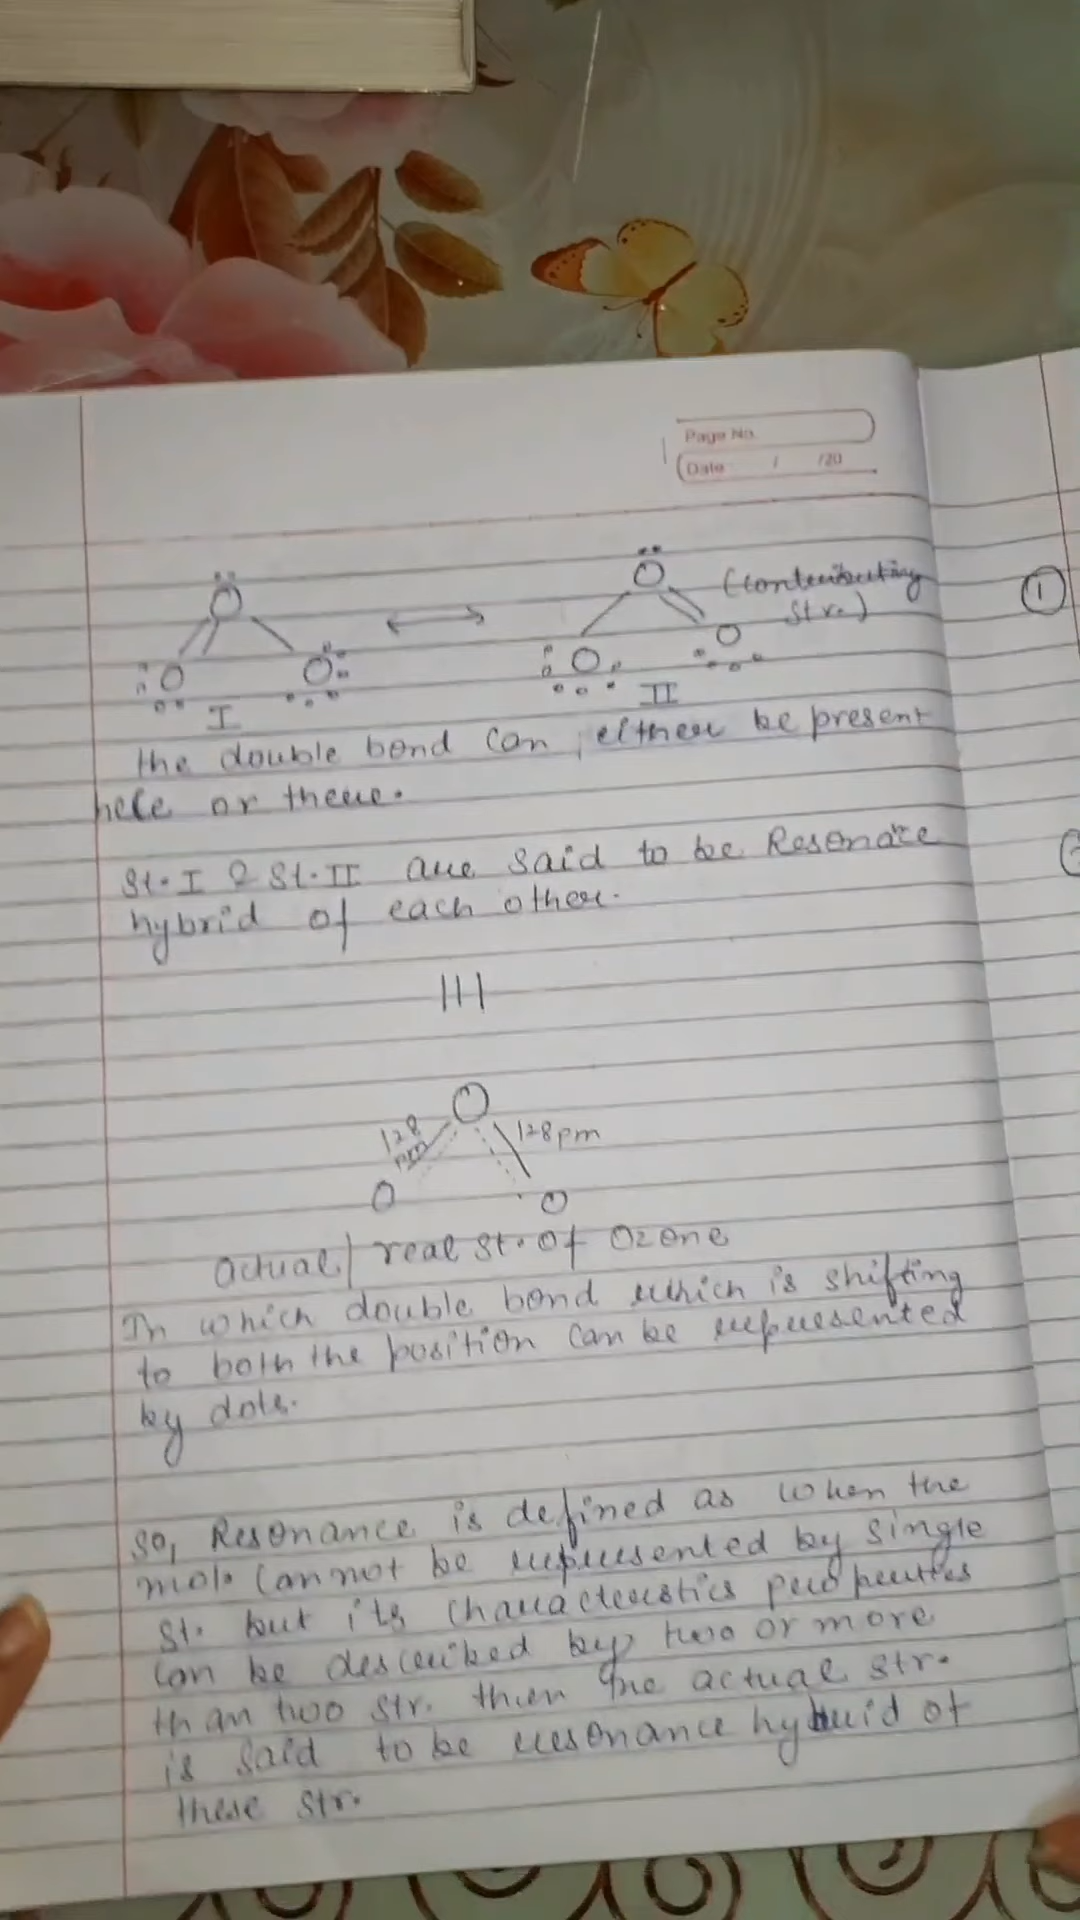 Page No.
Date / /20
O O (contributing
O O O O str.)
I II
the double bond can either be present
here or there.
St. I & St. II are said to be Resonate
hybrid of each other.
III
O
128 pm 128pm
O O
actual/real st. of Ozone
In which double bond which is shifting
to both the position can be represented
by dots.
So, Resonance is defined as when the
mol. cannot be represented by single
st. but its characteristics properties
can be described by two or more
than two str. then the actual str.
is said to be resonance hybrid of
these str.
1